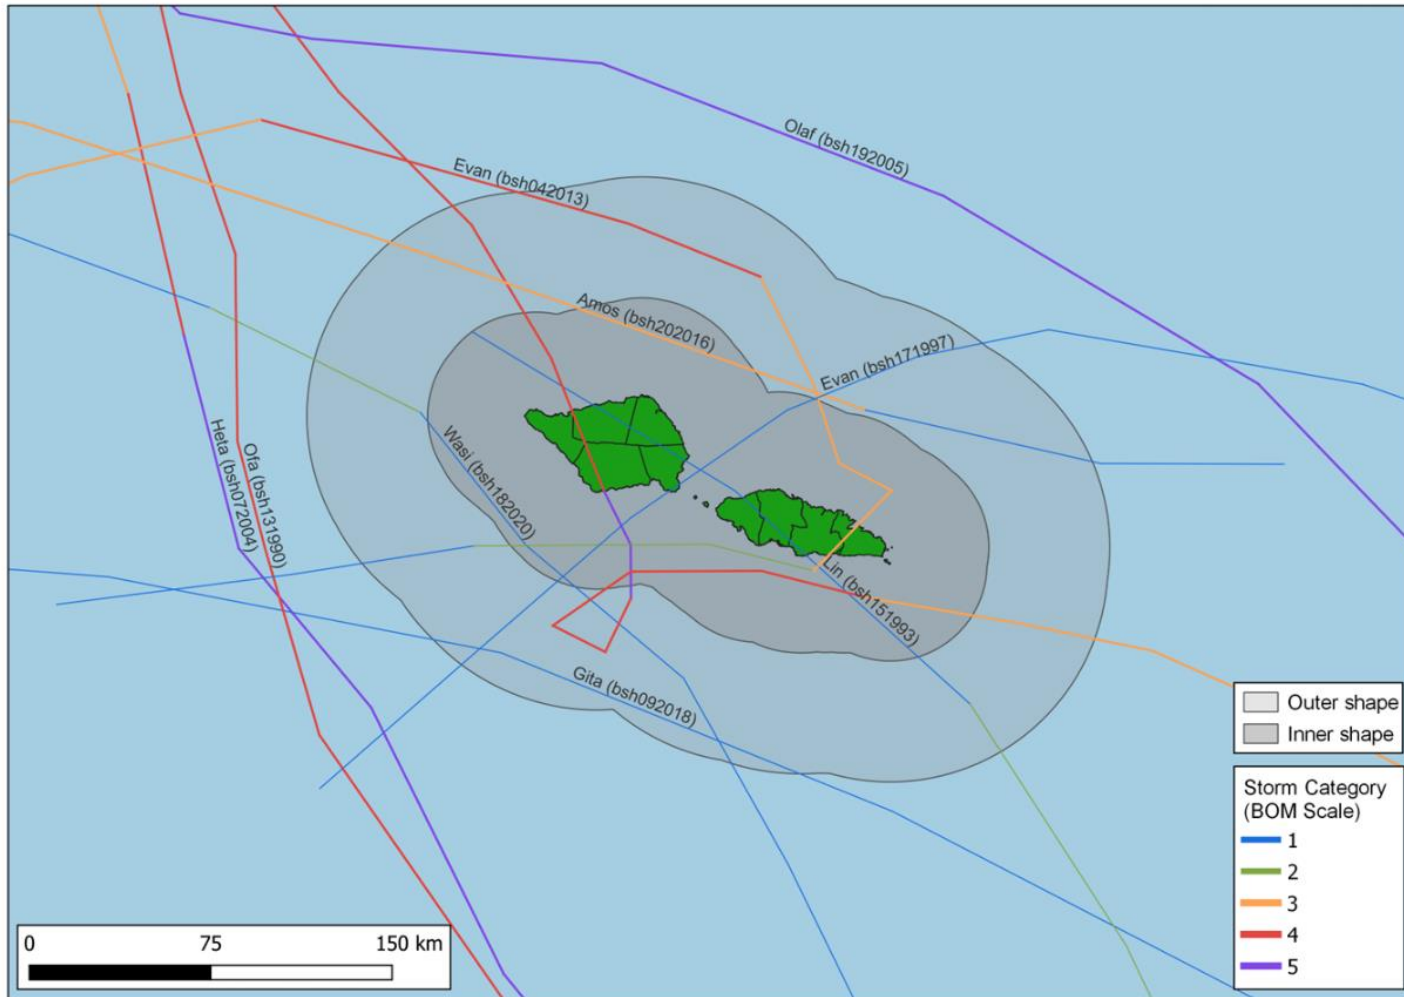 Olaf (bsh192005)
Evan (bsh042013)
Amos (bsh202016)
Evan (bsh171997)
Heta (bsh072004)
Ofa (bsh131990)
Wasi (bsh182020)
Lin (bsh151993)
Gita (bsh092018)
Outer shape
Inner shape
Storm Category
(BOM Scale)
1
2
3
4
5
0 75 150 km